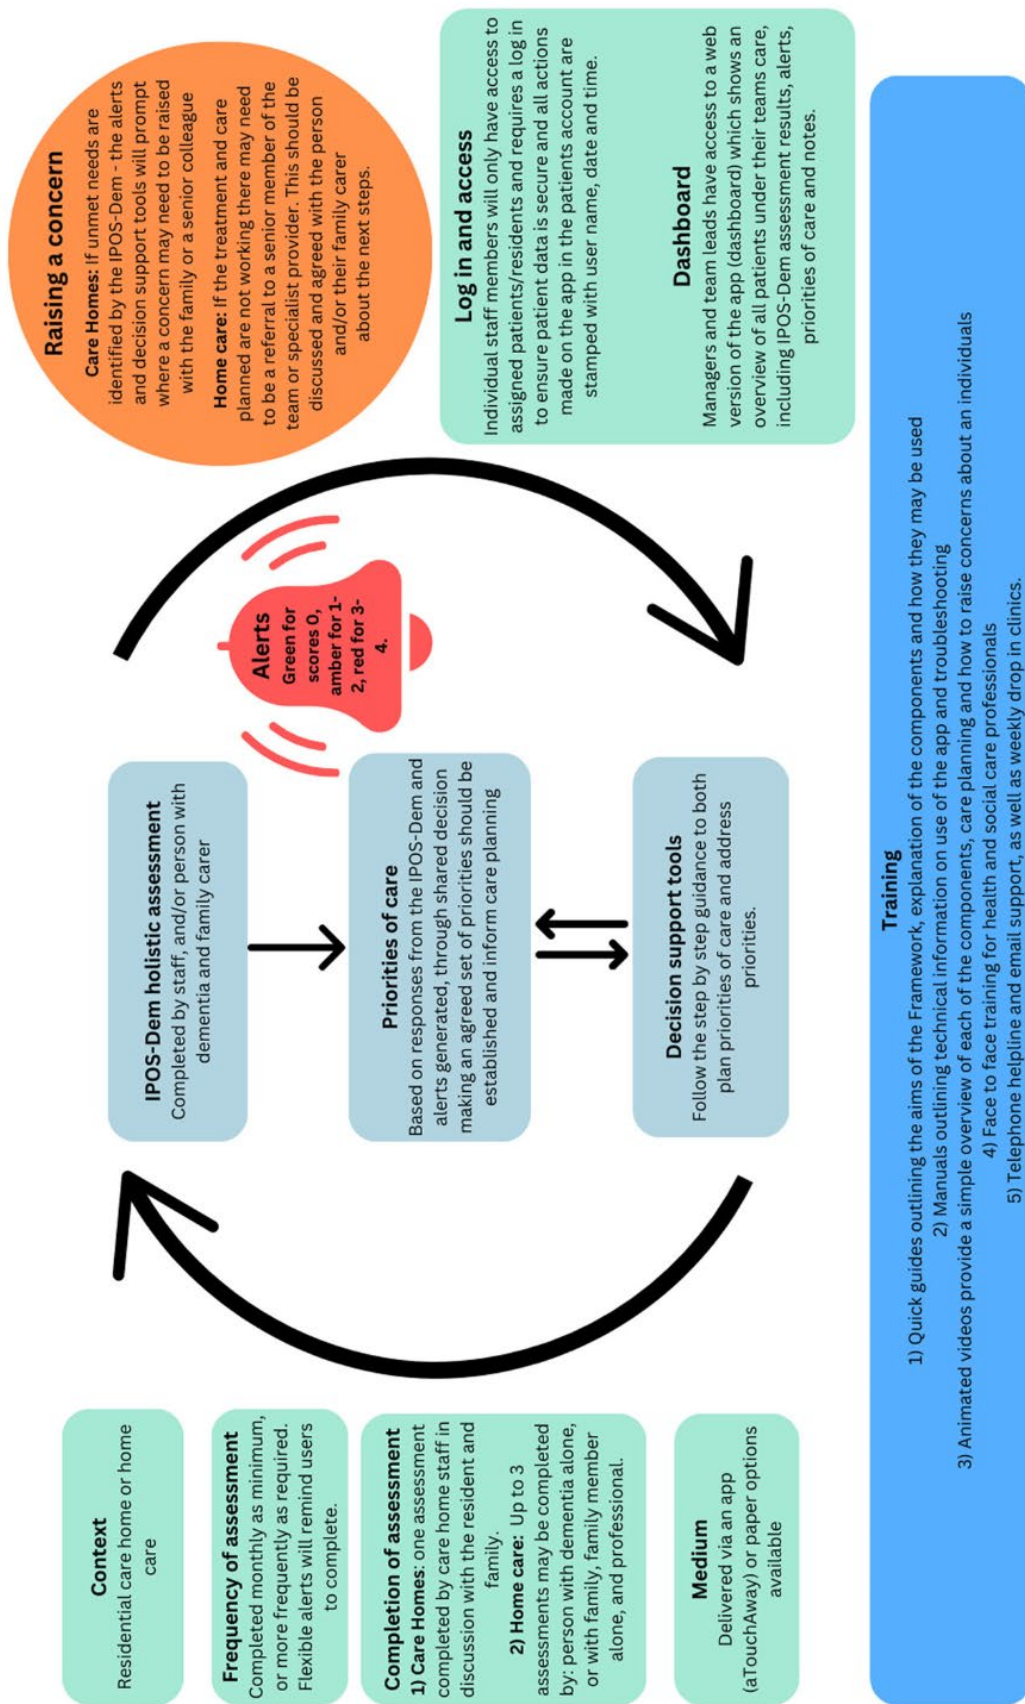 Context
Residential care home or home
care
Frequency of assessment
Completed monthly as minimum,
or more frequently as required.
Flexible alerts will remind users
to complete.
Completion of assessment
1) Care Homes: one assessment
completed by care home staff in
discussion with the resident and
family.
2) Home care: Up to 3
assessments may be completed
by: person with dementia alone,
or with family, family member
alone, and professional.
Medium
Delivered via an app
(aTouchAway) or paper options
available
IPOS-Dem holistic assessment
Completed by staff, and/or person with
dementia and family carer
Priorities of care
Based on responses from the IPOS-Dem and
alerts generated, through shared decision
making an agreed set of priorities should be
established and inform care planning
Decision support tools
Follow the step by step guidance to both
plan priorities of care and address
priorities.
Alerts
Green for
scores 0,
amber for 1-
2, red for 3-
4.
Raising a concern
Care Homes: If unmet needs are
identified by the IPOS-Dem - the alerts
and decision support tools will prompt
where a concern may need to be raised
with the family or a senior colleague
Home care: If the treatment and care
planned are not working there may need
to be a referral to a senior member of the
team or specialist provider. This should be
discussed and agreed with the person
and/or their family carer
about the next steps.
Log in and access
Individual staff members will only have access to
assigned patients/residents and requires a log in
to ensure patient data is secure and all actions
made on the app in the patients account are
stamped with user name, date and time.
Dashboard
Managers and team leads have access to a web
version of the app (dashboard) which shows an
overview of all patients under their teams care,
including IPOS-Dem assessment results, alerts,
priorities of care and notes.
Training
1) Quick guides outlining the aims of the Framework, explanation of the components and how they may be used
2) Manuals outlining technical information on use of the app and troubleshooting
3) Animated videos provide a simple overview of each of the components, care planning and how to raise concerns about an individuals
4) Face to face training for health and social care professionals
5) Telephone helpline and email support, as well as weekly drop in clinics.